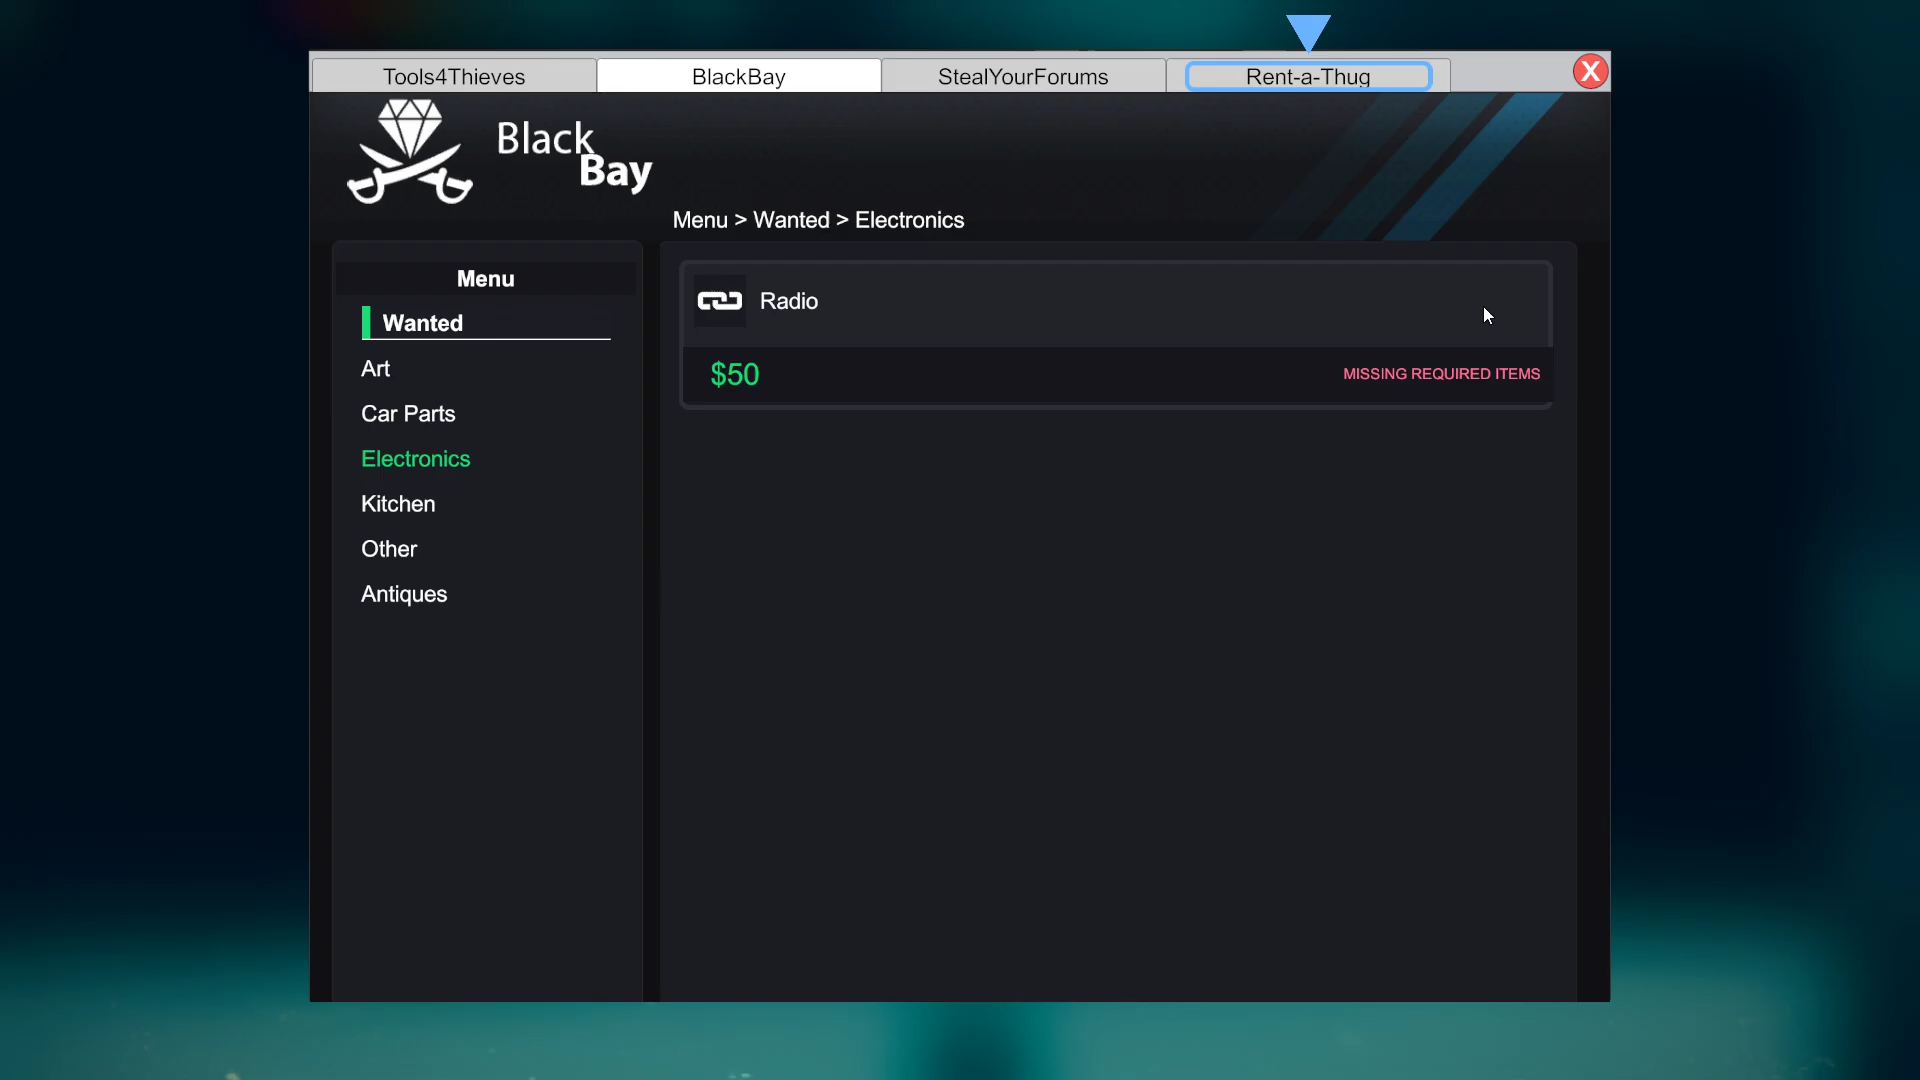 Tools4Thieves
BlackBay
StealYourForums
Rent-a-Thug
X
Black
Bay
Menu > Wanted > Electronics
Menu
Wanted
Art
Car Parts
Electronics
Kitchen
Other
Antiques
Radio
$50
MISSING REQUIRED ITEMS